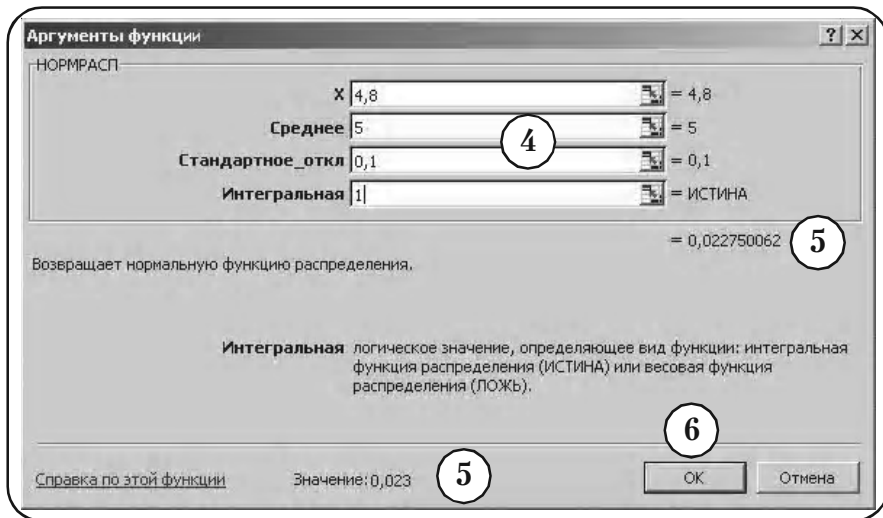 Аргументы функции ? ×
НОРМРАСП
X 4,8 = 4,8
Среднее 5 = 5
4
Стандартное_откл 0,1 = 0,1
Интегральная 1 = ИСТИНА
= 0,022750062 5
Возвращает нормальную функцию распределения.
Интегральная логическое значение, определяющее вид функции: интегральная
функция распределения (ИСТИНА) или весовая функция
распределения (ЛОЖЬ).
6
Справка по этой функции Значение:0,023 5 OK Отмена